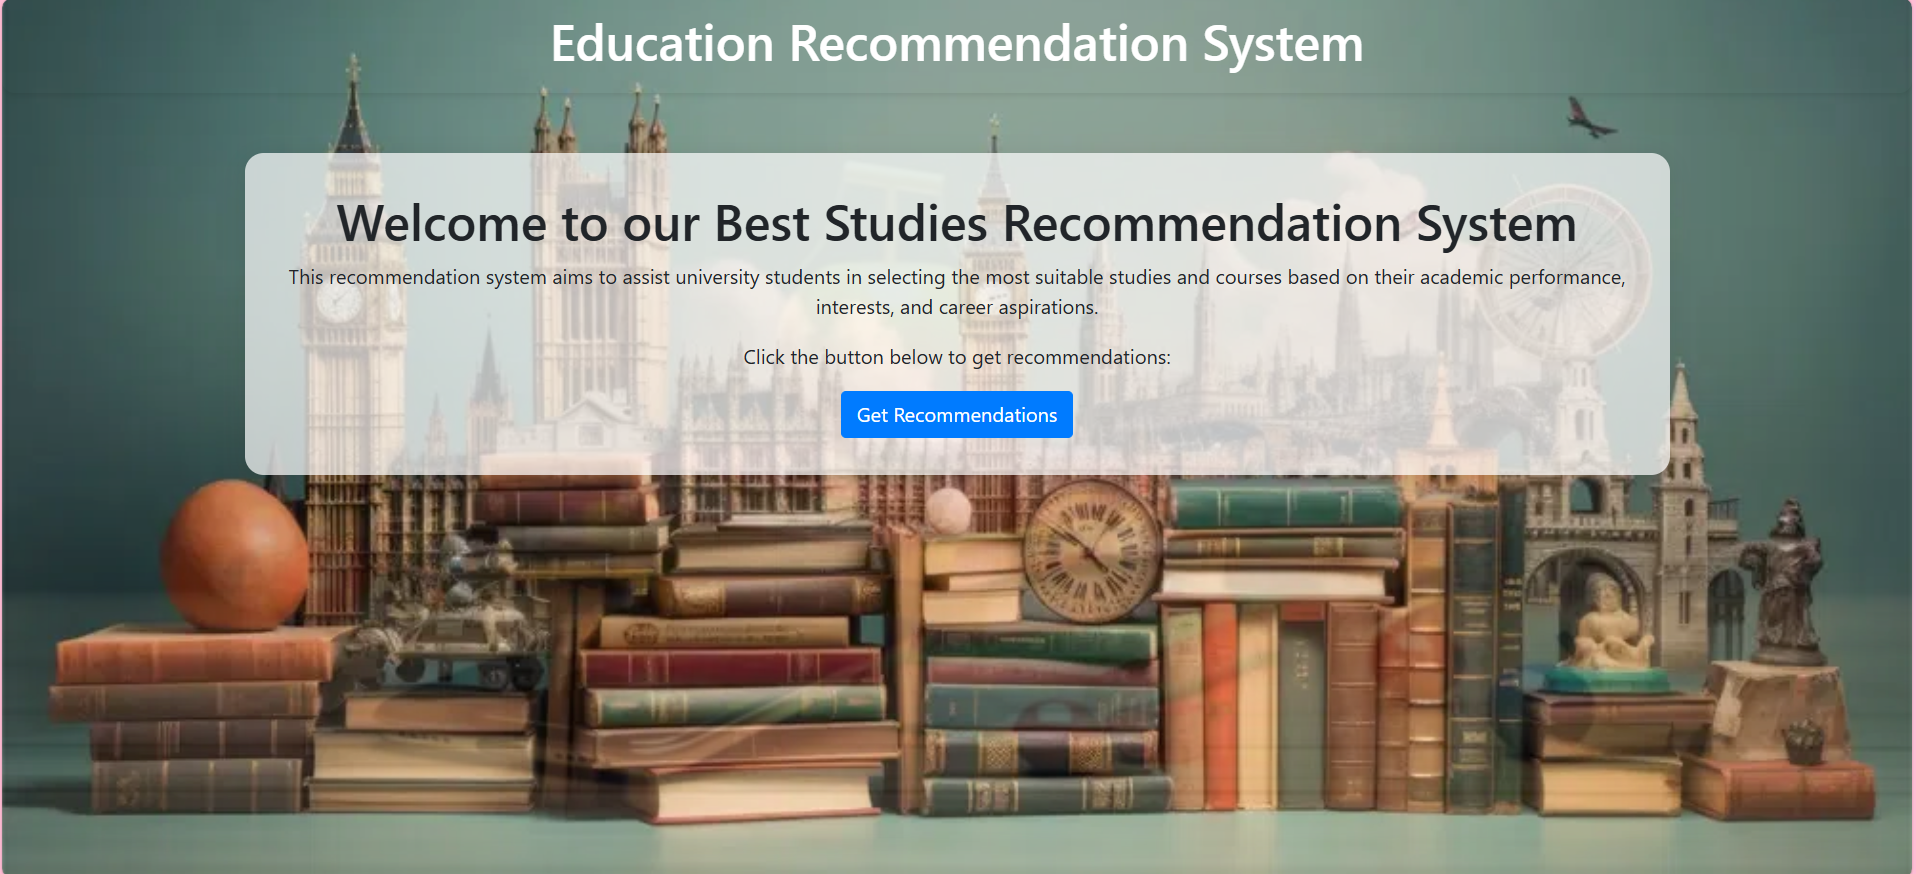 Education Recommendation System
Welcome to our Best Studies Recommendation System
This recommendation system aims to assist university students in selecting the most suitable studies and courses based on their academic performance,
interests, and career aspirations.
Click the button below to get recommendations:
Get Recommendations